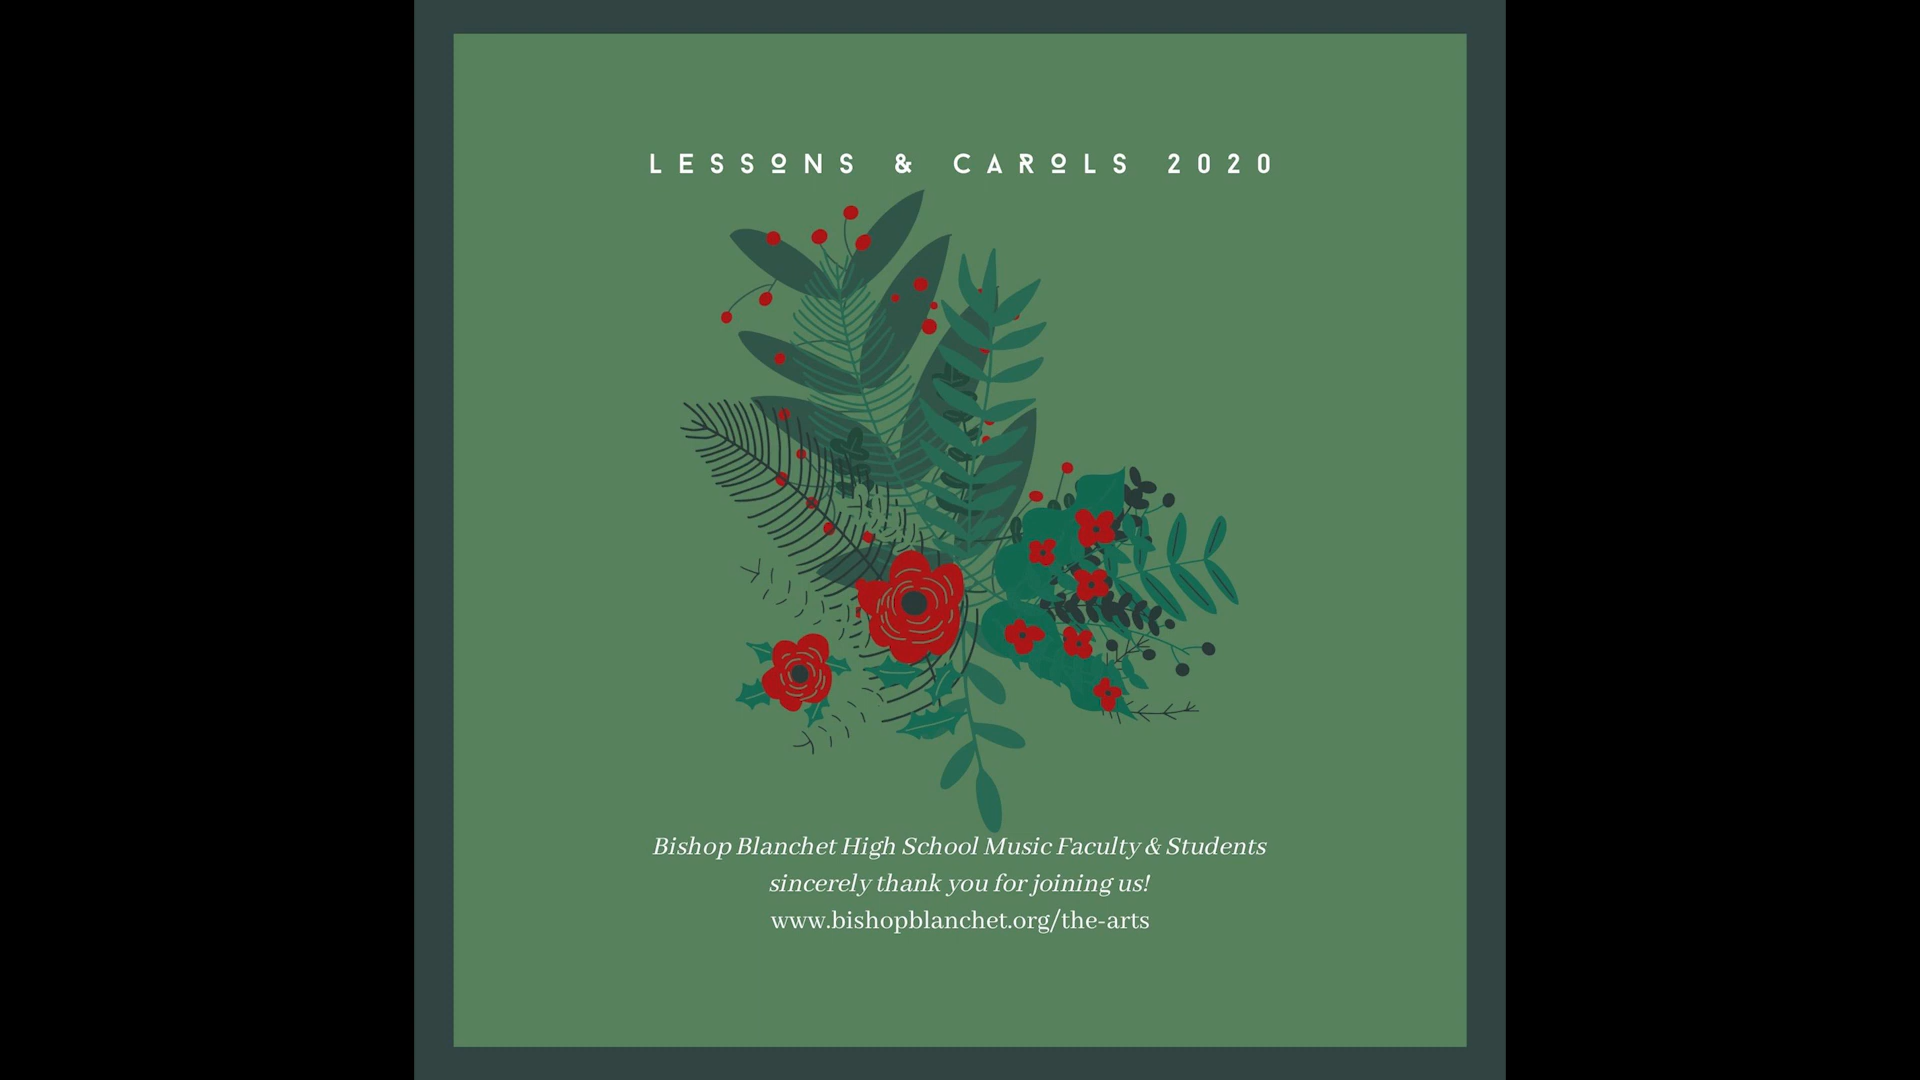 LESSONS & CAROLS 2020
Bishop Blanchet High School Music Faculty & Students
sincerely thank you for joining us!
www.bishopblanchet.org/the-arts